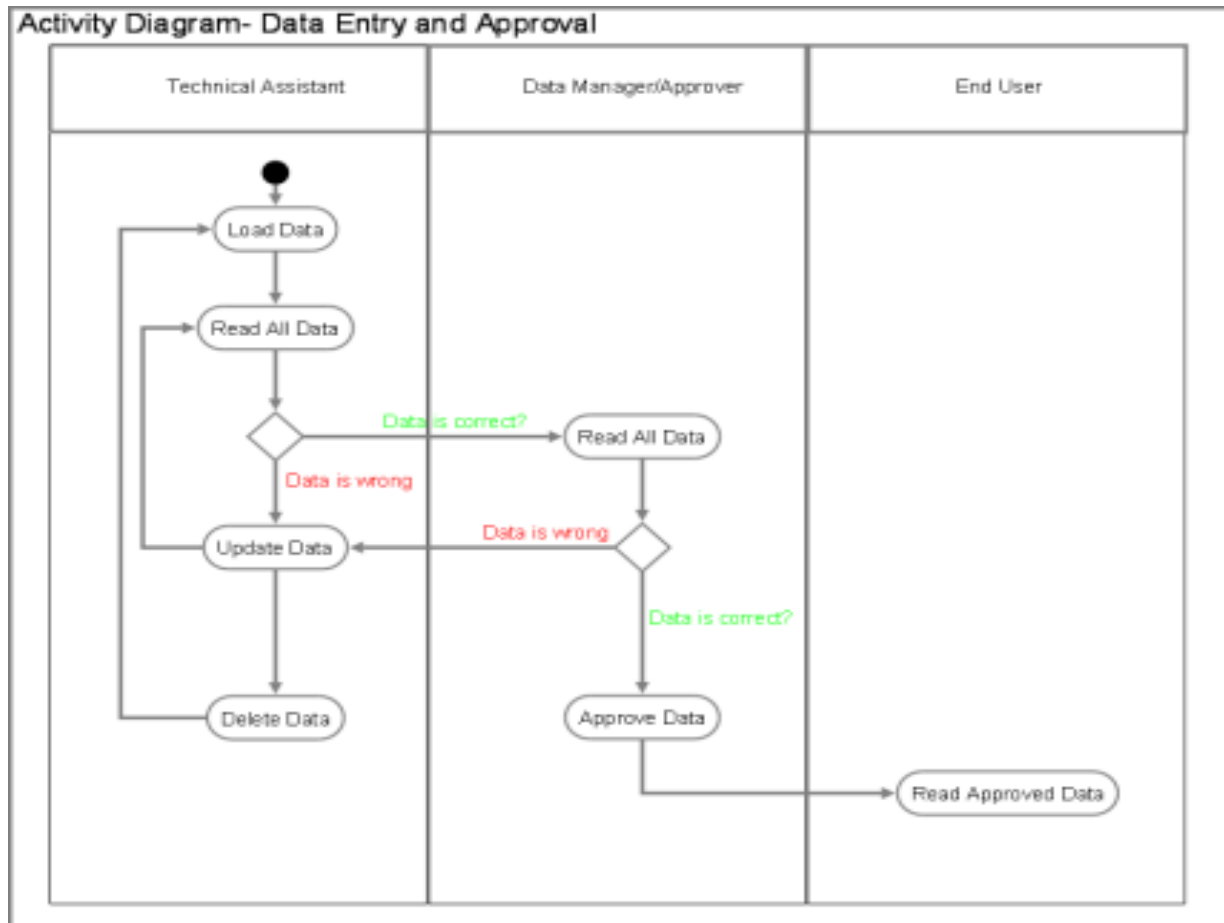 Activity Diagram- Data Entry and Approval
Technical Assistant
Data Manager/Approver
End User
Load Data
Read All Data
Data is correct?
Read All Data
Data is wrong
Data is wrong
Update Data
Data is correct?
Delete Data
Approve Data
Read Approved Data